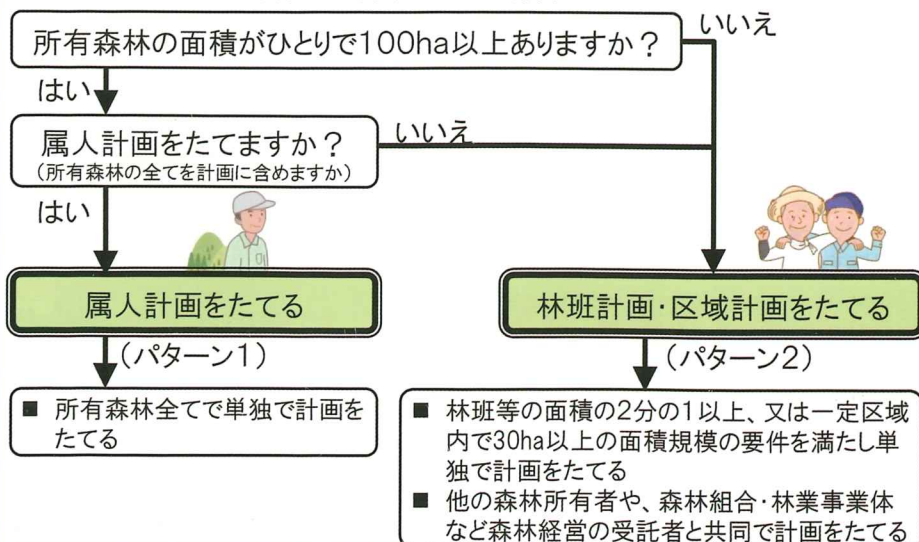 所有森林の面積がひとりで100ha以上ありますか？
いいえ
はい
属人計画をたてますか？
（所有森林の全てを計画に含めますか）
いいえ
はい
属人計画をたてる
林班計画・区域計画をたてる
（パターン1）
（パターン2）
■ 所有森林全てで単独で計画を
たてる
■ 林班等の面積の2分の1以上、又は一定区域
内で30ha以上の面積規模の要件を満たし単
独で計画をたてる
■ 他の森林所有者や、森林組合・林業事業体
など森林経営の受託者と共同で計画をたてる